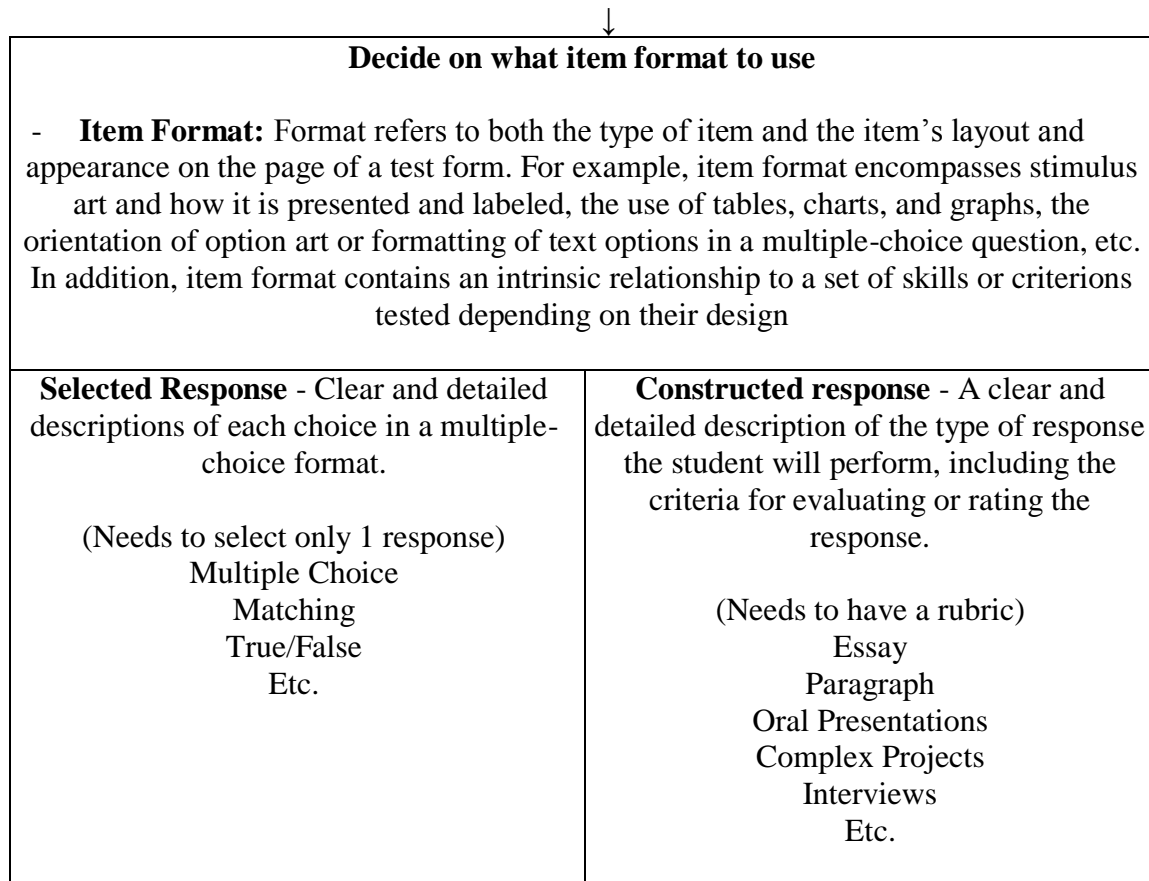 ↓
Decide on what item format to use
- Item Format: Format refers to both the type of item and the item's layout and
appearance on the page of a test form. For example, item format encompasses stimulus
art and how it is presented and labeled, the use of tables, charts, and graphs, the
orientation of option art or formatting of text options in a multiple-choice question, etc.
In addition, item format contains an intrinsic relationship to a set of skills or criterions
tested depending on their design
Selected Response - Clear and detailed
descriptions of each choice in a multiple-
choice format.
(Needs to select only 1 response)
Multiple Choice
Matching
True/False
Etc.
Constructed response - A clear and
detailed description of the type of response
the student will perform, including the
criteria for evaluating or rating the
response.
(Needs to have a rubric)
Essay
Paragraph
Oral Presentations
Complex Projects
Interviews
Etc.